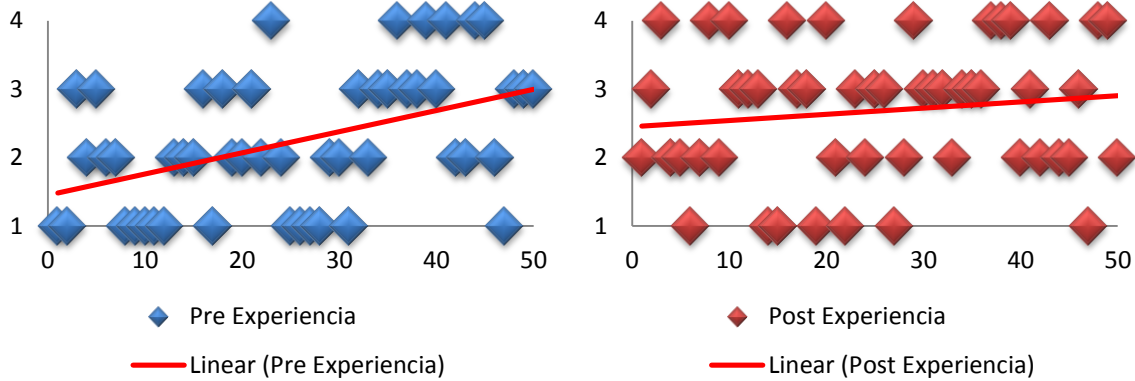 4
3
2
1
0 10 20 30 40 50
Pre Experiencia
Linear (Pre Experiencia)
4
3
2
1
0 10 20 30 40 50
Post Experiencia
Linear (Post Experiencia)